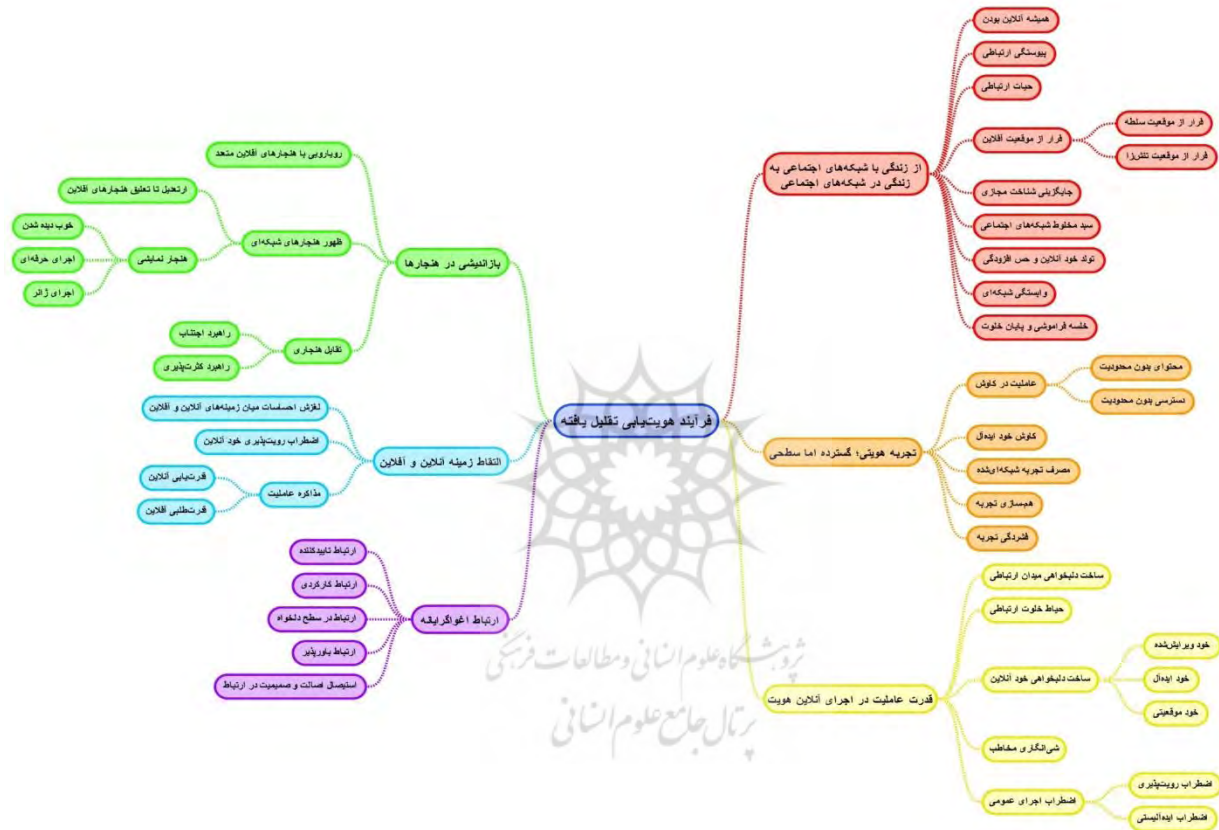 فرآیند هویت‌یابی تقلیل یافته
از زندگی با شبکه‌های اجتماعی به
زندگی در شبکه‌های اجتماعی
همیشه آنلاین بودن
پیوستگی ارتباطی
حیات ارتباطی
فرار از موقعیت آفلاین
فرار از موقعیت سلطه
فرار از موقعیت تنش‌زا
جایگزینی شناخت مجازی
سبد مخلوط شبکه‌های اجتماعی
تولد خود آنلاین و حس افزودگی
وابستگی شبکه‌ای
خلسه فراموشی و پایان خلوت
تجربه هویتی؛ گسترده اما سطحی
عاملیت در کاوش
محتوای بدون محدودیت
دسترسی بدون محدودیت
کاوش خود ایده‌آل
مصرف تجربه شبکه‌ای‌شده
همسازی تجربه
فشردگی تجربه
قدرت عاملیت در اجرای آنلاین هویت
ساخت دلبخواهی میدان ارتباطی
حیاط خلوت ارتباطی
ساخت دلبخواهی خود آنلاین
خود ویرایش‌شده
خود ایده‌آل
خود موقعیتی
شی‌انگاری مخاطب
اضطراب اجرای عمومی
اضطراب رویت‌پذیری
اضطراب ایده‌آلیستی
بازاندیشی در هنجارها
رویارویی با هنجارهای آفلاین متعدد
ظهور هنجارهای شبکه‌ای
ازتعدیل تا تعلیق هنجارهای آفلاین
هنجار نمایشی
خوب دیده شدن
اجرای حرفه‌ای
اجرای ژانر
تقابل هنجاری
راهبرد اجتناب
راهبرد کثرت‌پذیری
التقاط زمینه آنلاین و آفلاین
لغزش احساسات میان زمینه‌های آنلاین و آفلاین
اضطراب رویت‌پذیری خود آنلاین
مذاکره عاملیت
قدرت‌یابی آنلاین
قدرت‌طلبی آفلاین
ارتباط اغواگرایانه
ارتباط تاییدکننده
ارتباط کارکردی
ارتباط در سطح دلخواه
ارتباط باورپذیر
استیصال اصالت و صمیمیت در ارتباط
پژوهشگاه علوم انسانی و مطالعات فرهنگی
پرتال جامع علوم انسانی